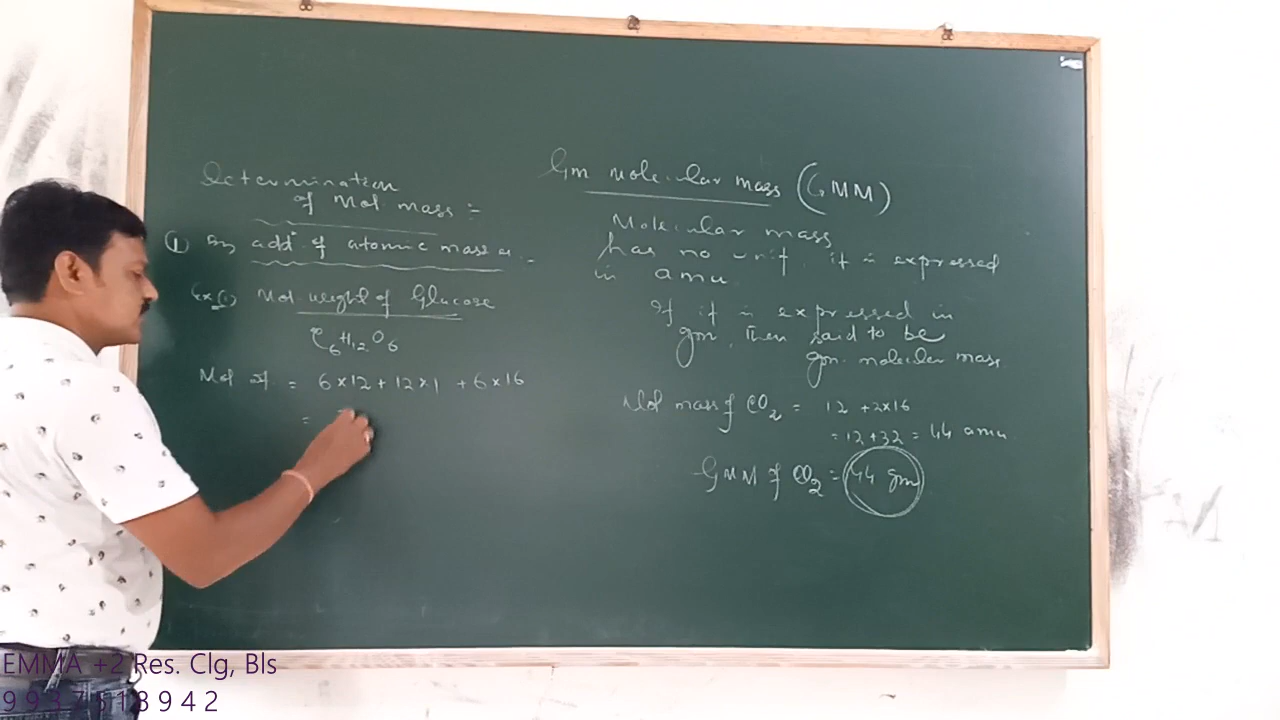 Determination
of Mol. mass :-
① By addⁿ of atomic masses.
Ex(1) Mol. weight of Glucose
C₆H₁₂O₆
Mol wt. = 6×12 + 12×1 + 6×16
=
Gm molecular mass (GMM)
Molecular mass
has no unit, it is expressed
in amu
If it is expressed in
gm, Then said to be
gm. molecular mass
Mol mass of CO₂ = 12 + 2×16
= 12 + 32 = 44 amu.
GMM of CO₂ = 44 gm
EMMA +2 Res. Clg, Bls
9937518942